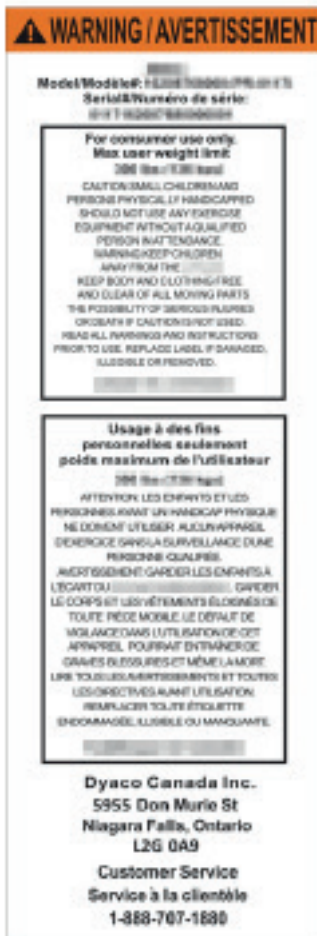 WARNING / AVERTISSEMENT
Model/Modèle#:
Serial#/Numéro de série:
For consumer use only.
Max user weight limit
CAUTION: SMALL CHILDREN AND
PERSONS PHYSICALLY HANDICAPPED
SHOULD NOT USE ANY EXERCISE
EQUIPMENT WITHOUT A QUALIFIED
PERSON IN ATTENDANCE.
WARNING KEEP CHILDREN
AWAY FROM THE
KEEP BODY AND CLOTHING FREE
AND CLEAR OF ALL MOVING PARTS
THE POSSIBILITY OF SERIOUS INJURIES
OR DEATH IF CAUTION IS NOT USED.
READ ALL WARNINGS AND INSTRUCTIONS
PRIOR TO USE. REPLACE LABEL IF DAMAGED,
ILLEGIBLE OR REMOVED.
Usage à des fins
personnelles seulement
poids maximum de l'utilisateur
ATTENTION: LES ENFANTS ET LES
PERSONNES AYANT UN HANDICAP PHYSIQUE
NE DOIVENT UTILISER AUCUN APPAREIL
D'EXERCICE SANS LA SURVEILLANCE D'UNE
PERSONNE QUALIFIÉE.
AVERTISSEMENT: GARDER LES ENFANTS À
L'ÉCART DU GARDER
LE CORPS ET LES VÊTEMENTS ÉLOIGNÉS DE
TOUTE PIÈCE MOBILE. LE DÉFAUT DE
VIGILANCE DANS L'UTILISATION DE CET
APPAREIL POURRAIT ENTRAÎNER DE
GRAVES BLESSURES ET MÊME LA MORT.
LIRE TOUS LES AVERTISSEMENTS ET TOUTES
LES DIRECTIVES AVANT UTILISATION.
REMPLACER TOUTE ÉTIQUETTE
ENDOMMAGÉE, ILLISIBLE OU MANQUANTE.
Dyaco Canada Inc.
5955 Don Murie St
Niagara Falls, Ontario
L2G 0A9
Customer Service
Service à la clientèle
1-888-707-1880